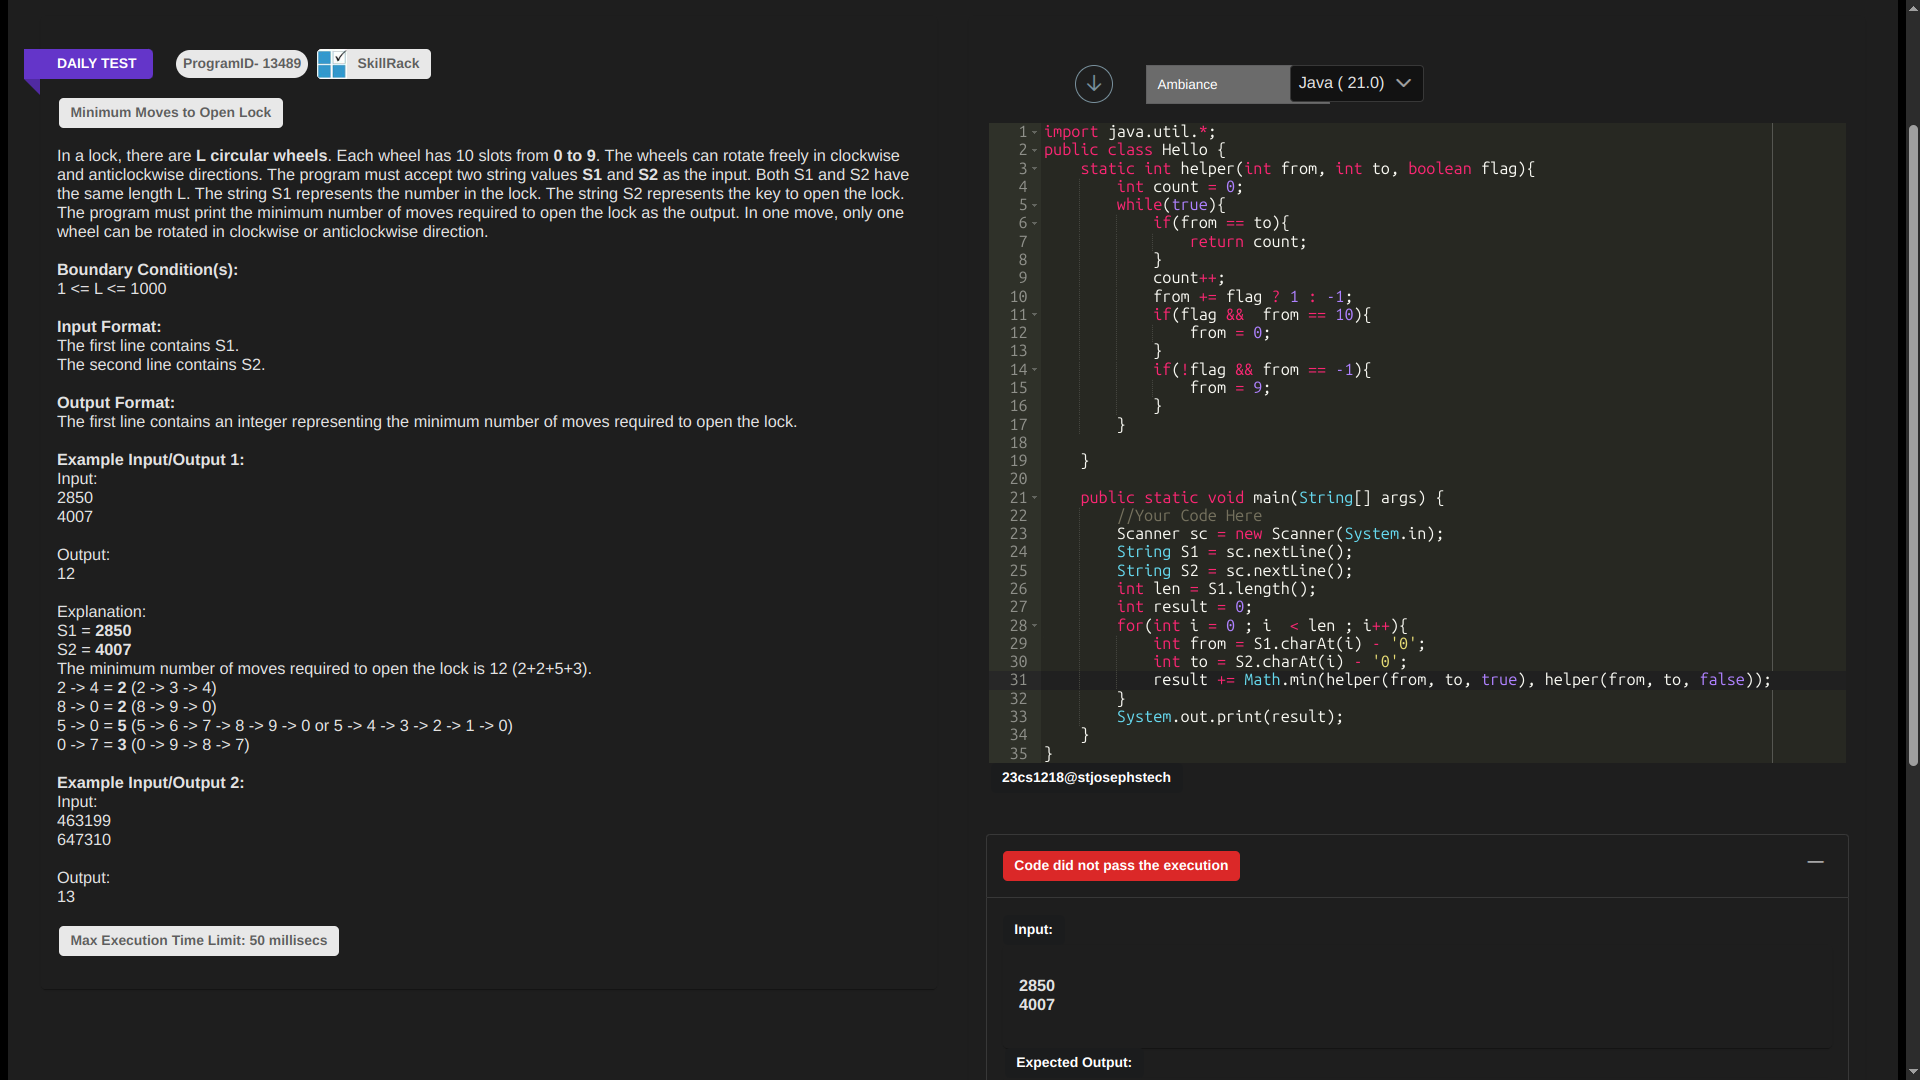 DAILY TEST
ProgramID- 13489
SkillRack
Minimum Moves to Open Lock
In a lock, there are L circular wheels. Each wheel has 10 slots from 0 to 9. The wheels can rotate freely in clockwise
and anticlockwise directions. The program must accept two string values S1 and S2 as the input. Both S1 and S2 have
the same length L. The string S1 represents the number in the lock. The string S2 represents the key to open the lock.
The program must print the minimum number of moves required to open the lock as the output. In one move, only one
wheel can be rotated in clockwise or anticlockwise direction.
Boundary Condition(s):
1 <= L <= 1000
Input Format:
The first line contains S1.
The second line contains S2.
Output Format:
The first line contains an integer representing the minimum number of moves required to open the lock.
Example Input/Output 1:
Input:
2850
4007
Output:
12
Explanation:
S1 = 2850
S2 = 4007
The minimum number of moves required to open the lock is 12 (2+2+5+3).
2 -> 4 = 2 (2 -> 3 -> 4)
8 -> 0 = 2 (8 -> 9 -> 0)
5 -> 0 = 5 (5 -> 6 -> 7 -> 8 -> 9 -> 0 or 5 -> 4 -> 3 -> 2 -> 1 -> 0)
0 -> 7 = 3 (0 -> 9 -> 8 -> 7)
Example Input/Output 2:
Input:
463199
647310
Output:
13
Max Execution Time Limit: 50 millisecs
Ambiance
Java ( 21.0)
1 import java.util.*;
2 public class Hello {
3 static int helper(int from, int to, boolean flag){
4 int count = 0;
5 while(true){
6 if(from == to){
7 return count;
8 }
9 count++;
10 from += flag ? 1 : -1;
11 if(flag && from == 10){
12 from = 0;
13 }
14 if(!flag && from == -1){
15 from = 9;
16 }
17 }
18
19 }
20
21 public static void main(String[] args) {
22 //Your Code Here
23 Scanner sc = new Scanner(System.in);
24 String S1 = sc.nextLine();
25 String S2 = sc.nextLine();
26 int len = S1.length();
27 int result = 0;
28 for(int i = 0 ; i < len ; i++){
29 int from = S1.charAt(i) - '0';
30 int to = S2.charAt(i) - '0';
31 result += Math.min(helper(from, to, true), helper(from, to, false));
32 }
33 System.out.print(result);
34 }
35 }
23cs1218@stjosephstech
Code did not pass the execution
Input:
2850
4007
Expected Output: